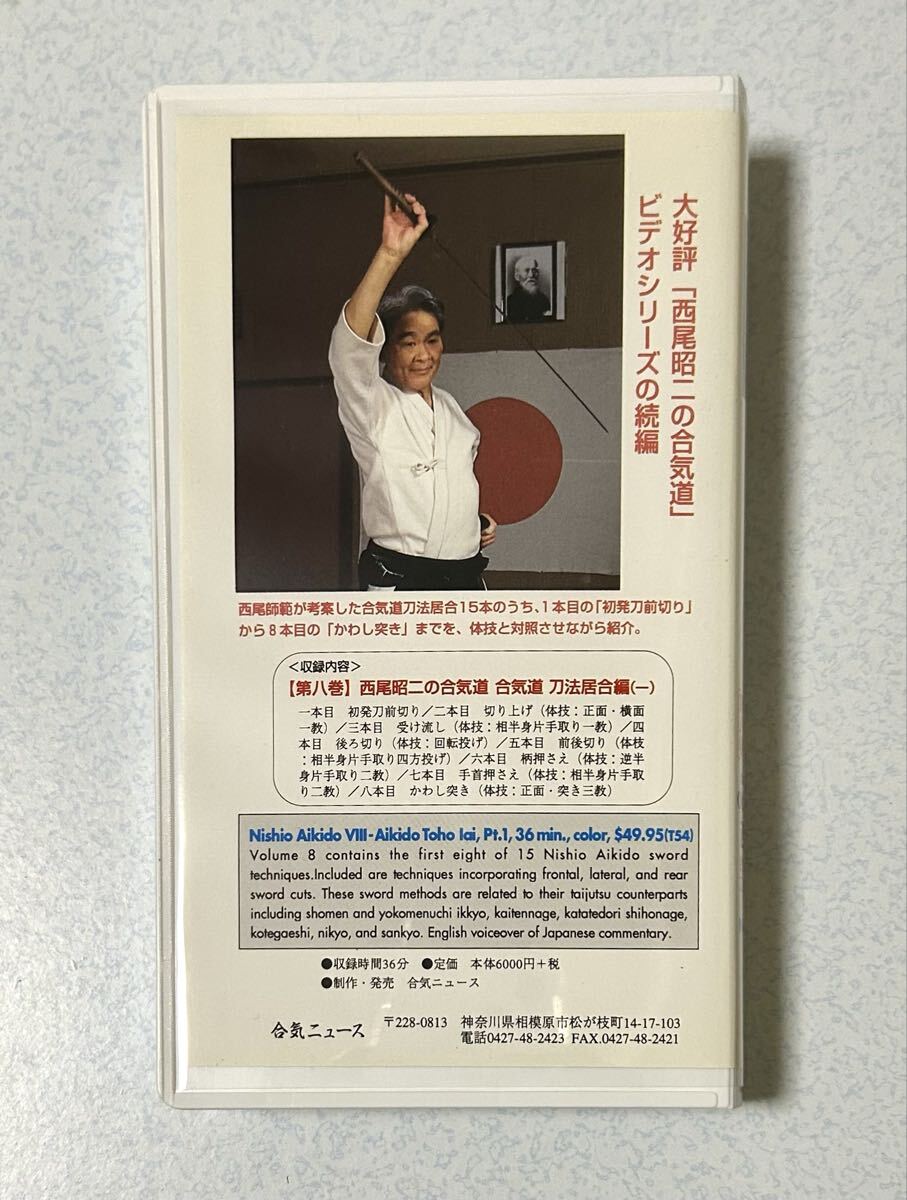 大好評「西尾昭二の合気道」
ビデオシリーズの続編
西尾師範が考案した合気道刀法居合15本のうち、1本目の「初発刀前切り」
から8本目の「かわし突き」までを、体技と対照させながら紹介。
＜収録内容＞
【第八巻】西尾昭二の合気道 合気道 刀法居合編(一)
一本目 初発刀前切り／二本目 切り上げ（体技：正面・横面
一教）／三本目 受け流し（体技：相半身片手取り一教）／四
本目 後ろ切り（体技：回転投げ）／五本目 前後切り（体技
：相半身片手取り四方投げ）／六本目 柄押さえ（体技：逆半
身片手取り二教）／七本目 手首押さえ（体技：相半身片手取
り二教）／八本目 かわし突き（体技：正面・突き三教）
Nishio Aikido VIII-Aikido Toho Iai, Pt.1, 36 min., color, $49.95(T54)
Volume 8 contains the first eight of 15 Nishio Aikido sword
techniques.Included are techniques incorporating frontal, lateral, and rear
sword cuts. These sword methods are related to their taijutsu counterparts
including shomen and yokomenuchi ikkyo, kaitennage, katatedori shihonage,
kotegaeshi, nikyo, and sankyo. English voiceover of Japanese commentary.
●収録時間36分 ●定価 本体6000円＋税
●制作・発売 合気ニュース
合気ニュース 〒228-0813 神奈川県相模原市松が枝町14-17-103
電話0427-48-2423 FAX.0427-48-2421